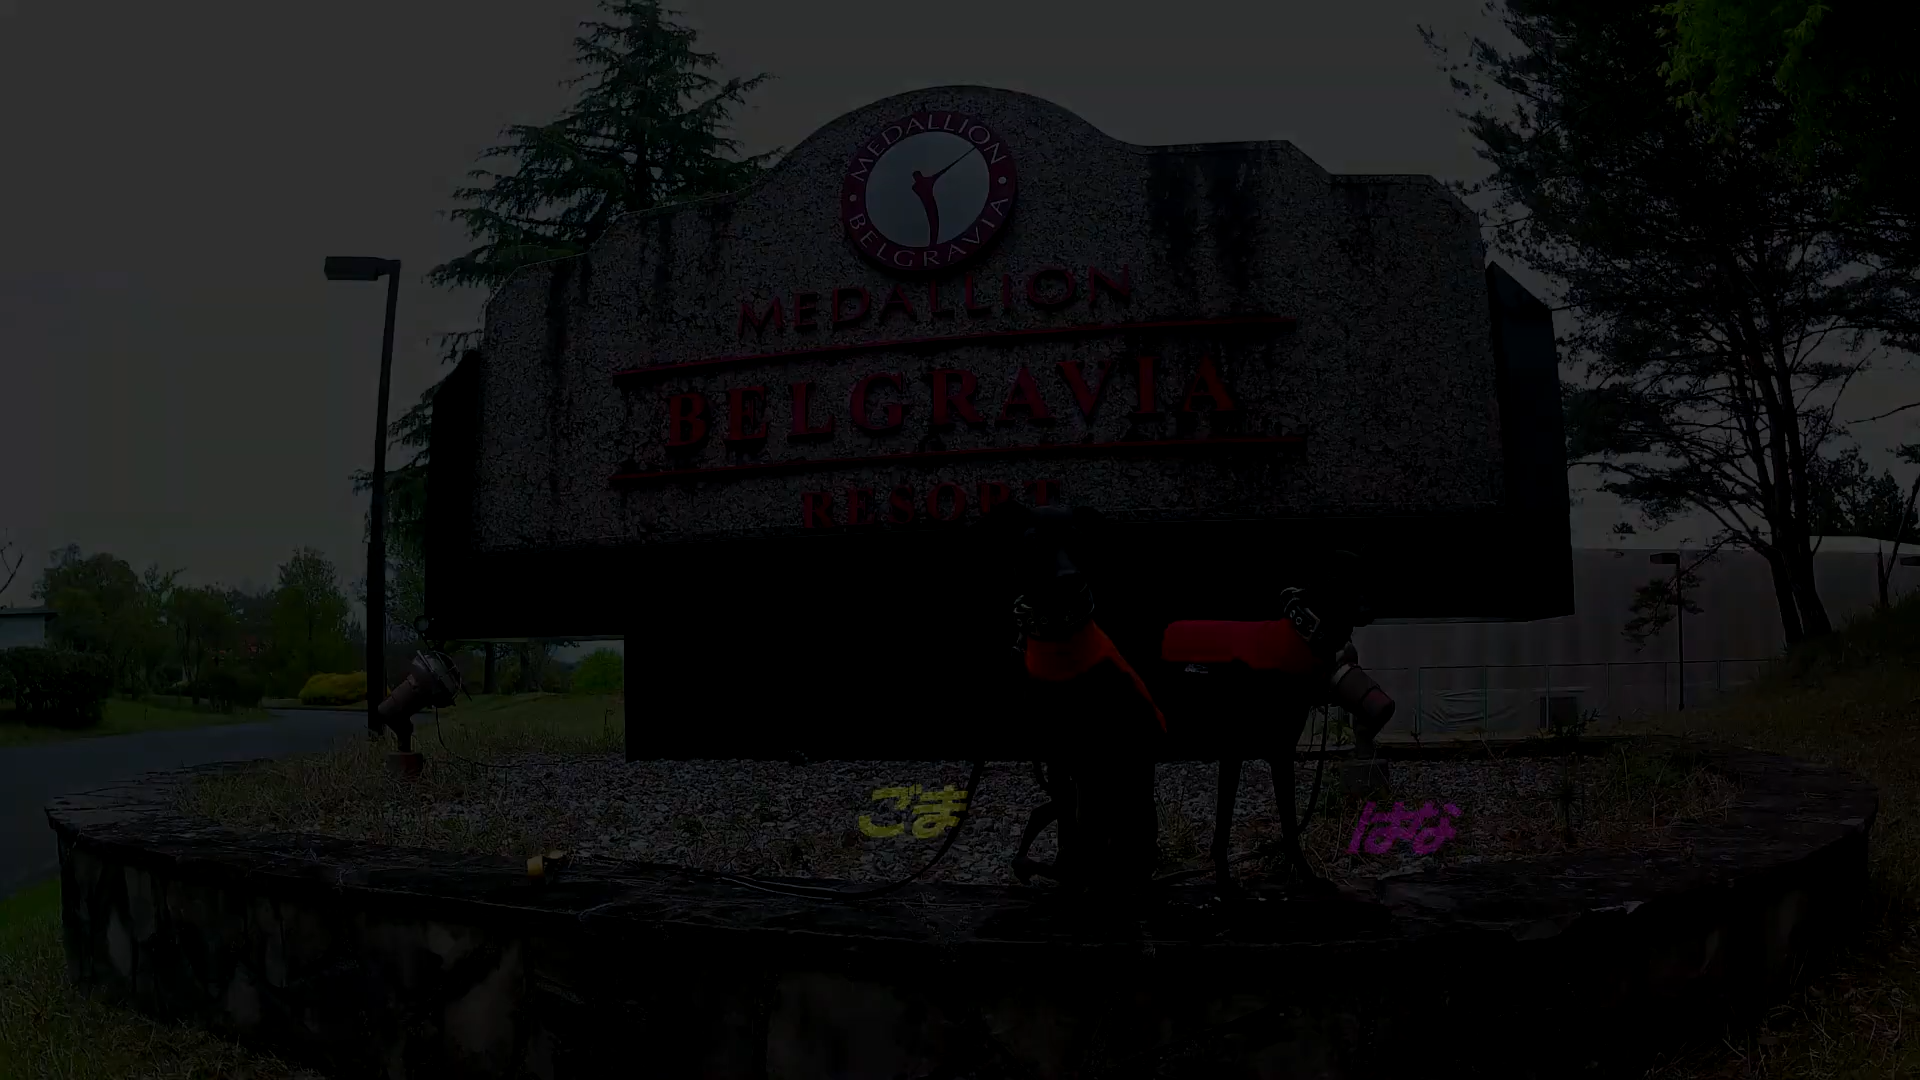 MEDALLION
BELGRAVIA
MEDALLION
BELGRAVIA
RESORT
ごま
はな